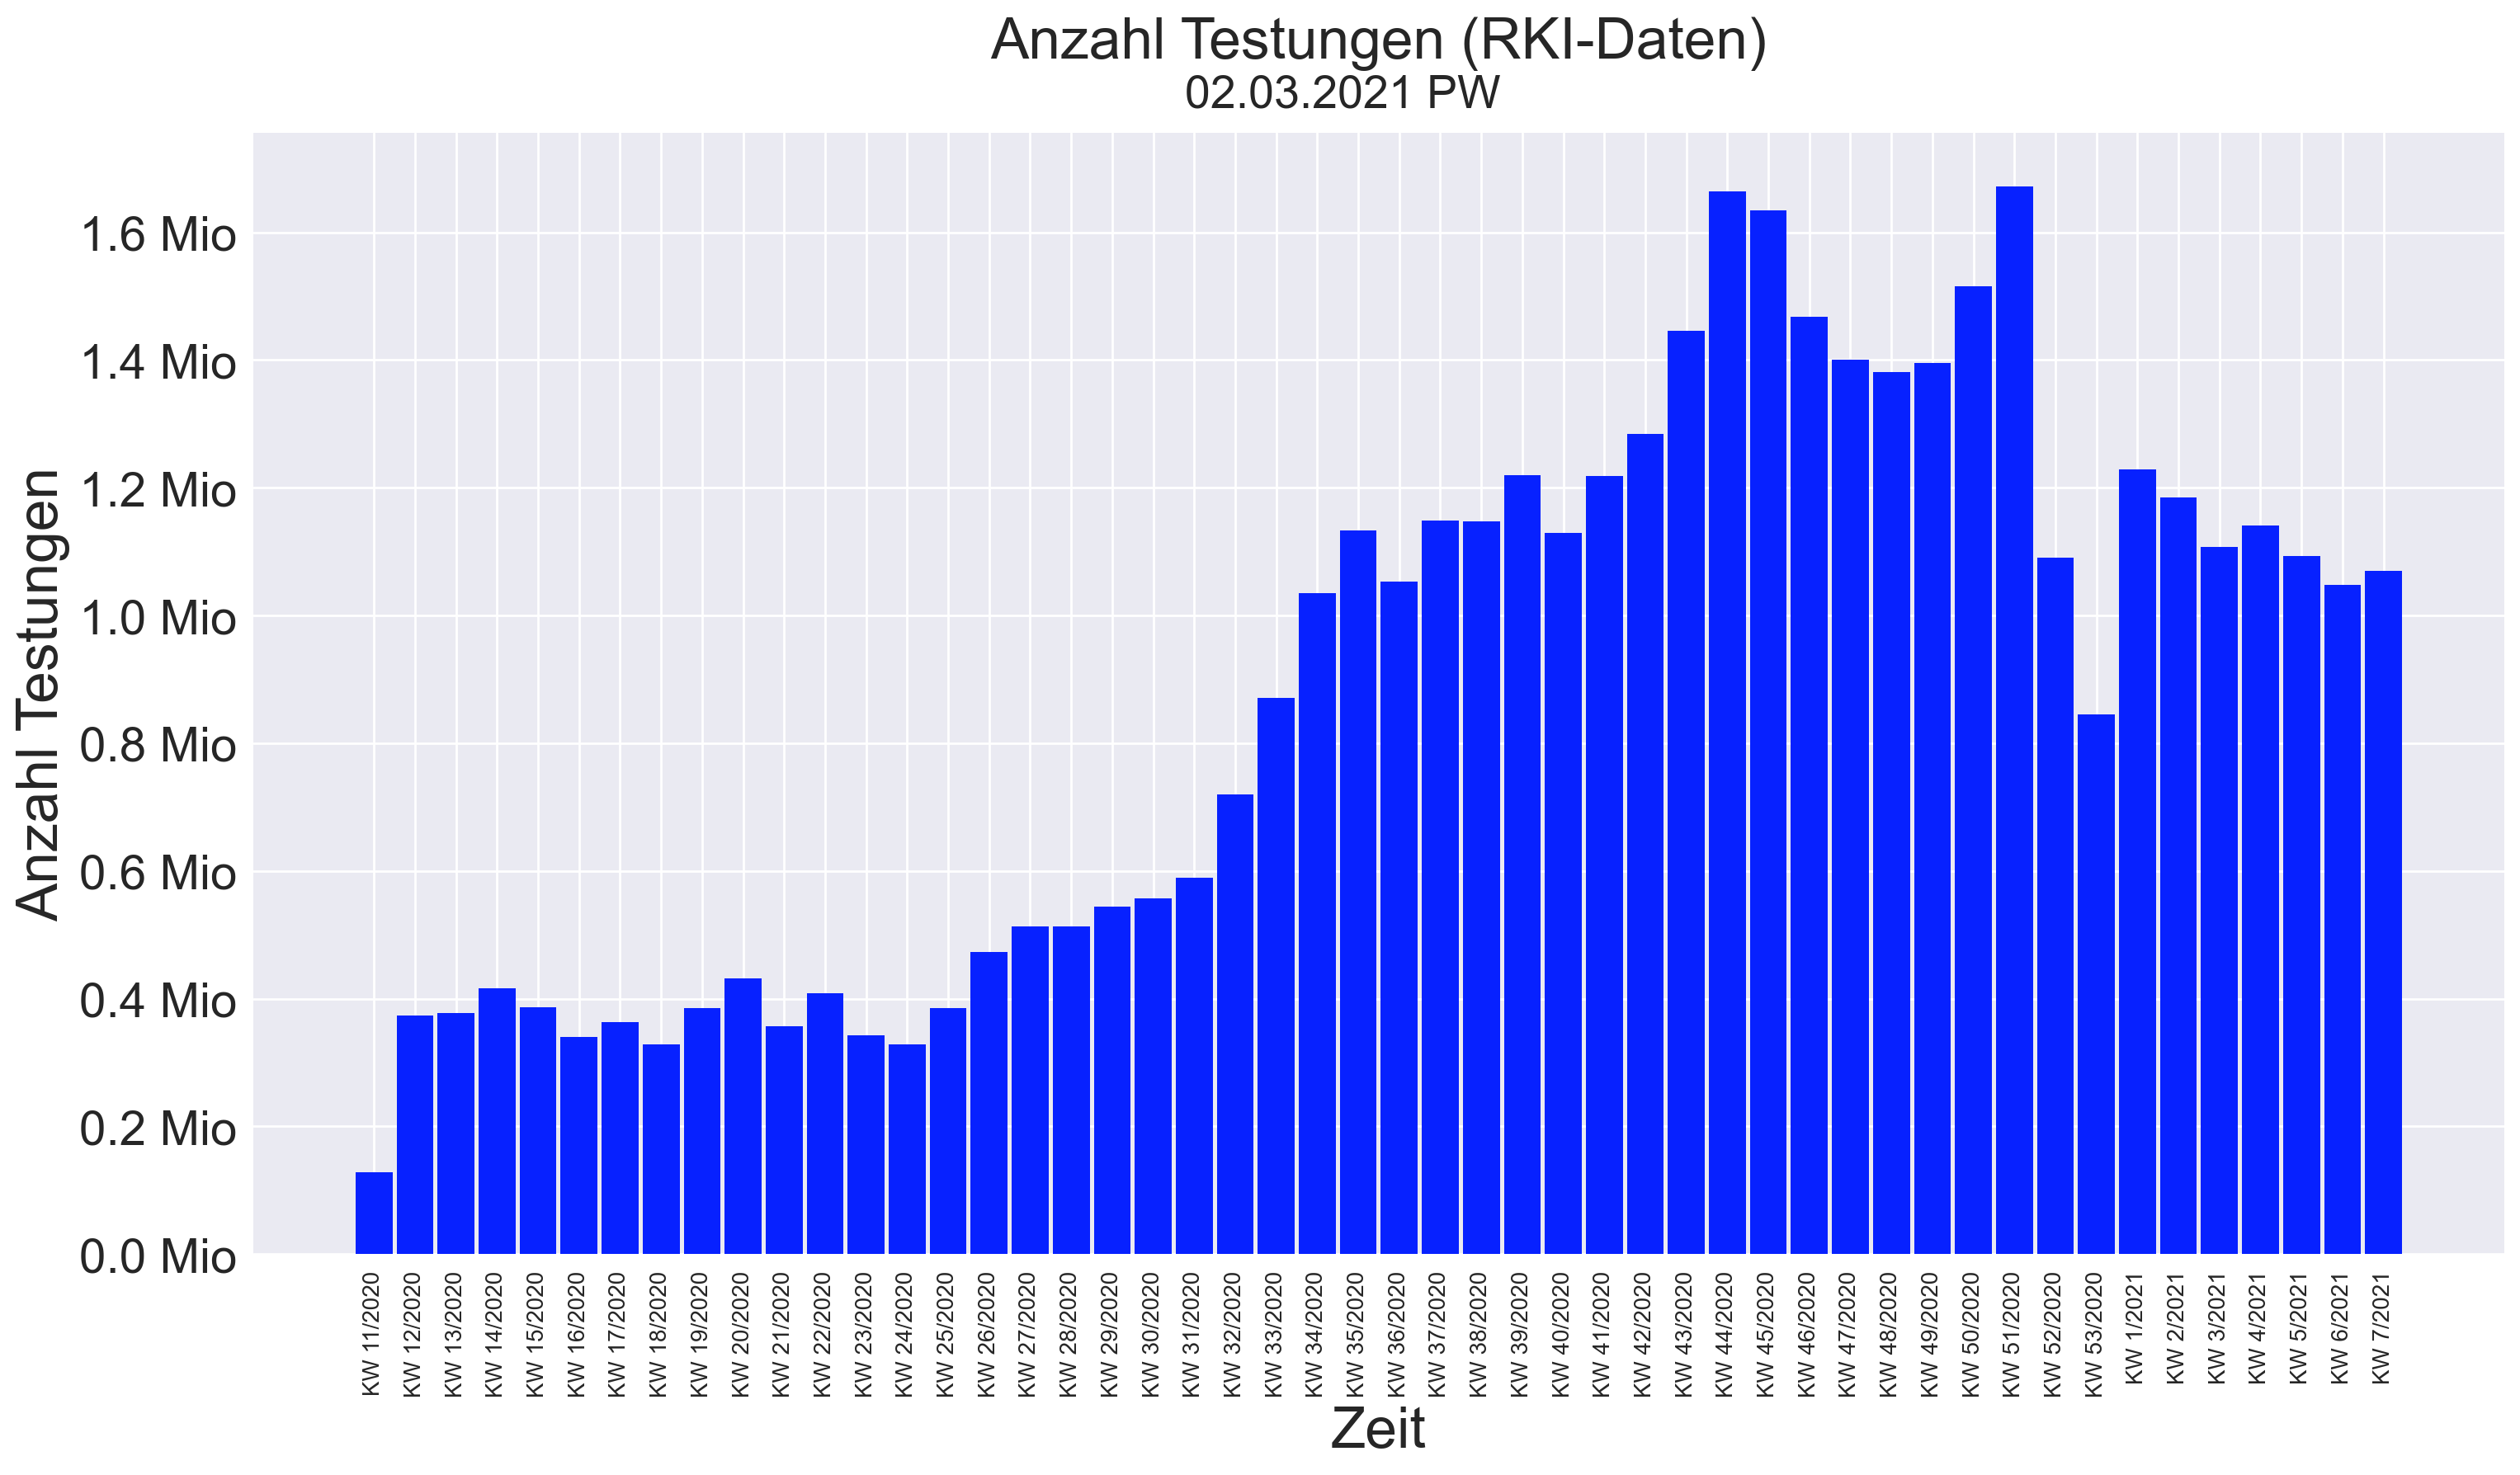 Anzahl Testungen (RKI-Daten)
02.03.2021 PW
Anzahl Testungen
1.6 Mio
1.4 Mio
1.2 Mio
1.0 Mio
0.8 Mio
0.6 Mio
0.4 Mio
0.2 Mio
0.0 Mio
KW 11/2020
KW 12/2020
KW 13/2020
KW 14/2020
KW 15/2020
KW 16/2020
KW 17/2020
KW 18/2020
KW 19/2020
KW 20/2020
KW 21/2020
KW 22/2020
KW 23/2020
KW 24/2020
KW 25/2020
KW 26/2020
KW 27/2020
KW 28/2020
KW 29/2020
KW 30/2020
KW 31/2020
KW 32/2020
KW 33/2020
KW 34/2020
KW 35/2020
KW 36/2020
KW 37/2020
KW 38/2020
KW 39/2020
KW 40/2020
KW 41/2020
KW 42/2020
KW 43/2020
KW 44/2020
KW 45/2020
KW 46/2020
KW 47/2020
KW 48/2020
KW 49/2020
KW 50/2020
KW 51/2020
KW 52/2020
KW 53/2020
KW 1/2021
KW 2/2021
KW 3/2021
KW 4/2021
KW 5/2021
KW 6/2021
KW 7/2021
Zeit